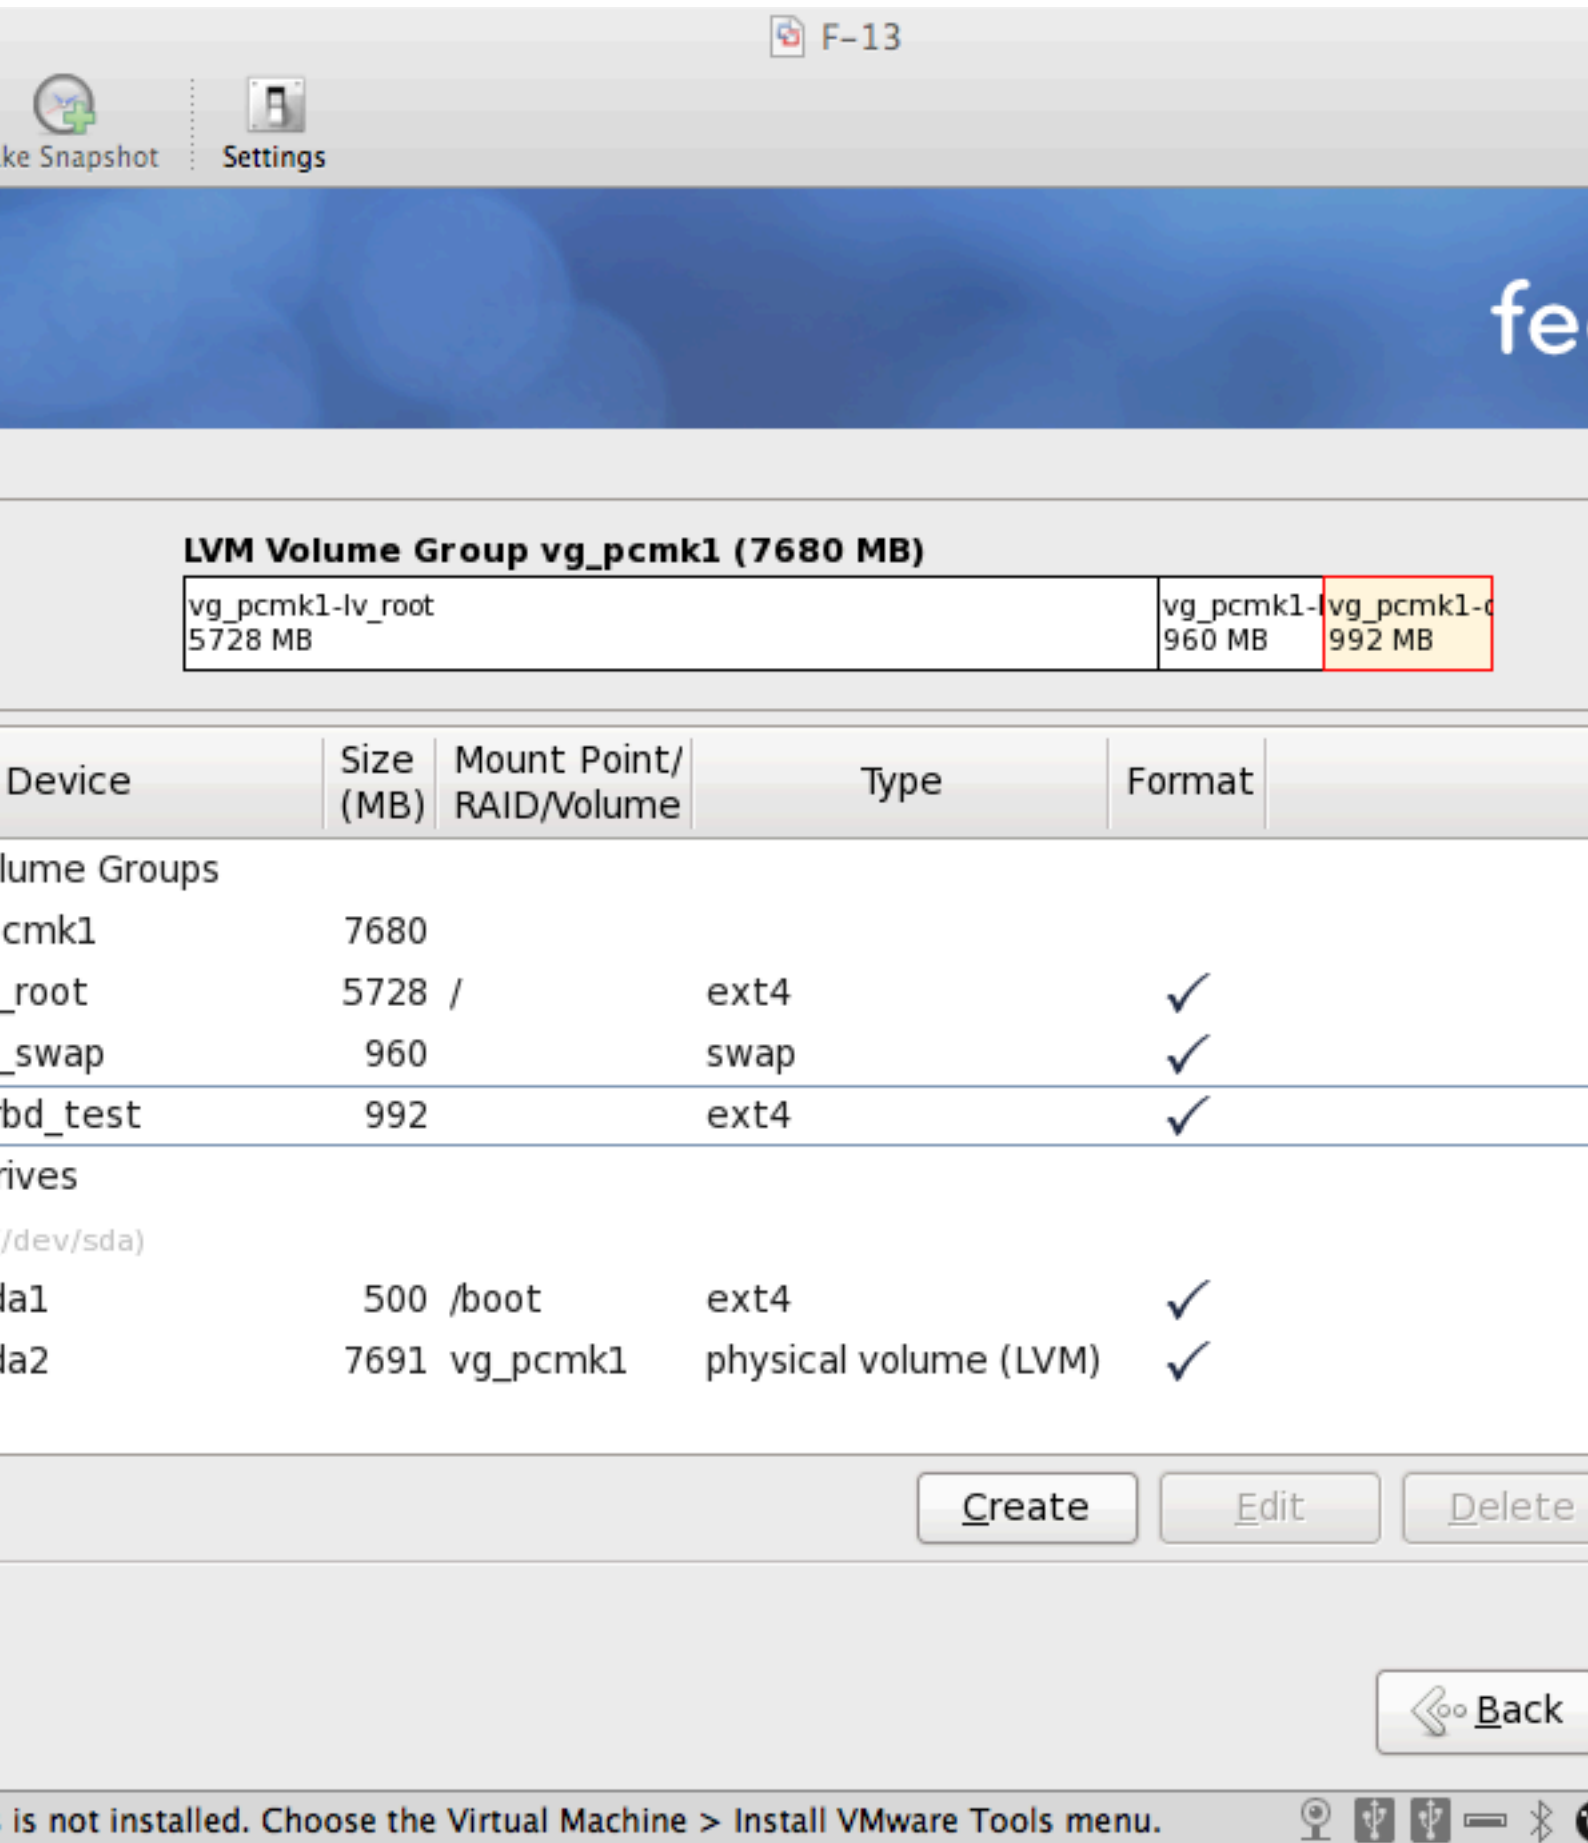 F-13
ke Snapshot
Settings
fe
LVM Volume Group vg_pcmk1 (7680 MB)
vg_pcmk1-lv_root
5728 MB
vg_pcmk1-l
960 MB
vg_pcmk1-d
992 MB
Device
Size (MB)
Mount Point/ RAID/Volume
Type
Format
lume Groups
cmk1 7680
_root 5728 / ext4
_swap 960 swap
rbd_test 992 ext4
rives
/dev/sda)
da1 500 /boot ext4
da2 7691 vg_pcmk1 physical volume (LVM)
Create
Edit
Delete
Back
s is not installed. Choose the Virtual Machine > Install VMware Tools menu.